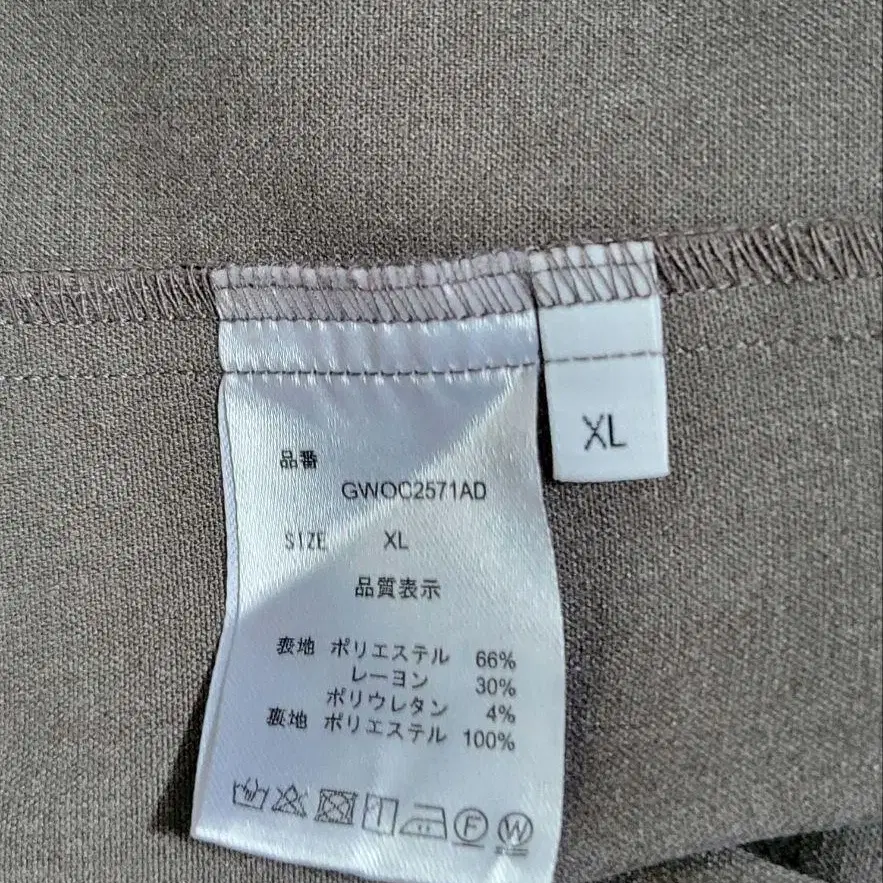 品番
GWOC2571AD
SIZE XL
品質表示
表地 ポリエステル 66%
レーヨン 30%
ポリウレタン 4%
裏地 ポリエステル 100%
F W
XL